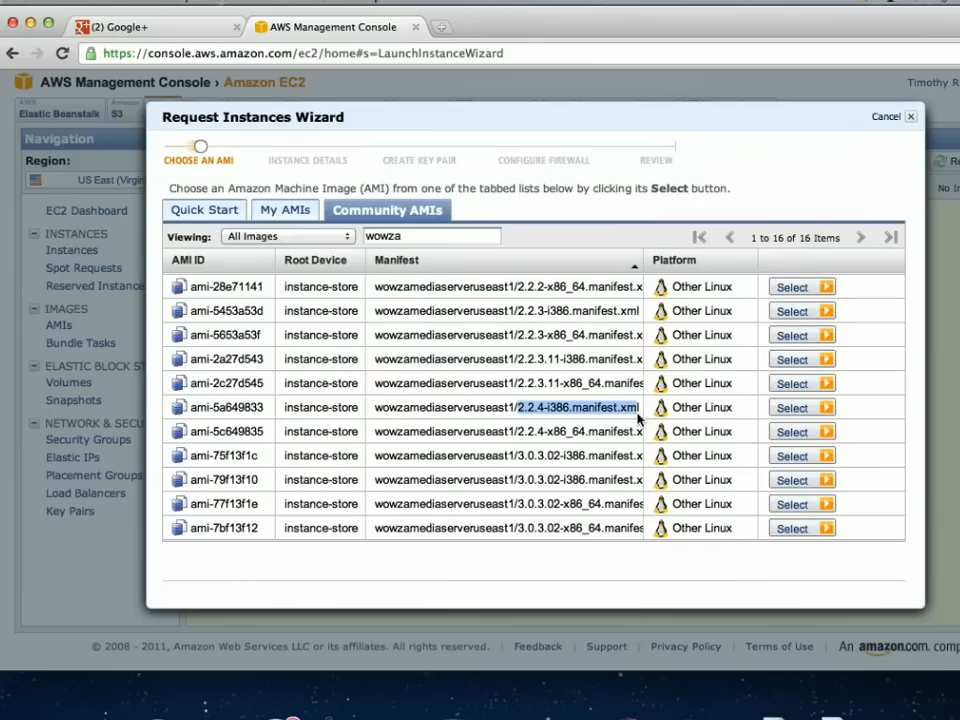 (2) Google+
AWS Management Console
https://console.aws.amazon.com/ec2/home#s=LaunchInstanceWizard
AWS Management Console › Amazon EC2
Timothy R
AWS
Elastic Beanstalk
Amazon
S3
Navigation
Region:
US East (Virgin
EC2 Dashboard
INSTANCES
Instances
Spot Requests
Reserved Instance
IMAGES
AMIs
Bundle Tasks
ELASTIC BLOCK ST
Volumes
Snapshots
NETWORK & SECU
Security Groups
Elastic IPs
Placement Groups
Load Balancers
Key Pairs
Re
No In
Request Instances Wizard
Cancel
CHOOSE AN AMI INSTANCE DETAILS CREATE KEY PAIR CONFIGURE FIREWALL REVIEW
Choose an Amazon Machine Image (AMI) from one of the tabbed lists below by clicking its Select button.
Quick Start My AMIs Community AMIs
Viewing: All Images wowza 1 to 16 of 16 Items
AMI ID Root Device Manifest Platform
ami-28e71141 instance-store wowzamediaserveruseast1/2.2.2-x86_64.manifest.x Other Linux Select
ami-5453a53d instance-store wowzamediaserveruseast1/2.2.3-i386.manifest.xml Other Linux Select
ami-5653a53f instance-store wowzamediaserveruseast1/2.2.3-x86_64.manifest.x Other Linux Select
ami-2a27d543 instance-store wowzamediaserveruseast1/2.2.3.11-i386.manifest.x Other Linux Select
ami-2c27d545 instance-store wowzamediaserveruseast1/2.2.3.11-x86_64.manifes Other Linux Select
ami-5a649833 instance-store wowzamediaserveruseast1/2.2.4-i386.manifest.xml Other Linux Select
ami-5c649835 instance-store wowzamediaserveruseast1/2.2.4-x86_64.manifest.x Other Linux Select
ami-75f13f1c instance-store wowzamediaserveruseast1/3.0.3.02-i386.manifest.x Other Linux Select
ami-79f13f10 instance-store wowzamediaserveruseast1/3.0.3.02-i386.manifest.x Other Linux Select
ami-77f13f1e instance-store wowzamediaserveruseast1/3.0.3.02-x86_64.manifes Other Linux Select
ami-7bf13f12 instance-store wowzamediaserveruseast1/3.0.3.02-x86_64.manifes Other Linux Select
© 2008 - 2011, Amazon Web Services LLC or its affiliates. All rights reserved. Feedback Support Privacy Policy Terms of Use An amazon.com. comp